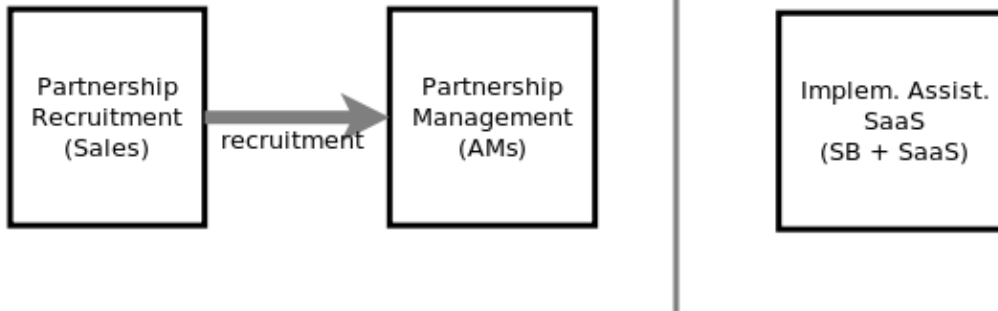 Partnership
Recruitment
(Sales)
recruitment
Partnership
Management
(AMs)
Implem. Assist.
SaaS
(SB + SaaS)